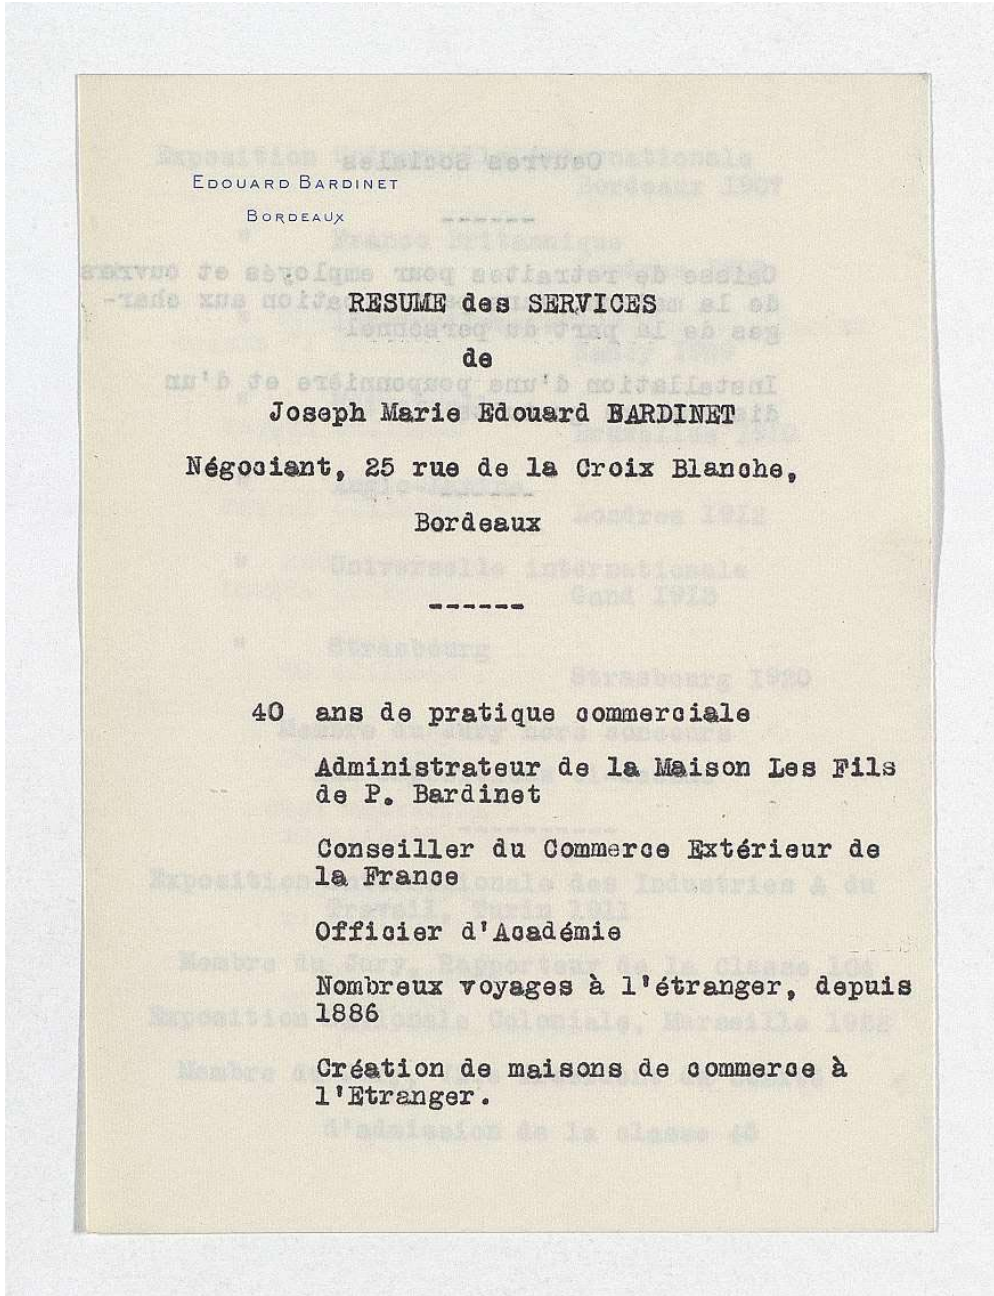 EDOUARD BARDINET
BORDEAUX
RESUME des SERVICES
de
Joseph Marie Edouard BARDINET
Négociant, 25 rue de la Croix Blanche,
Bordeaux
------
40 ans de pratique commerciale
Administrateur de la Maison Les Fils
de P. Bardinet
Conseiller du Commerce Extérieur de
la France
Officier d'Académie
Nombreux voyages à l'étranger, depuis
1886
Création de maisons de commerce à
l'Etranger.